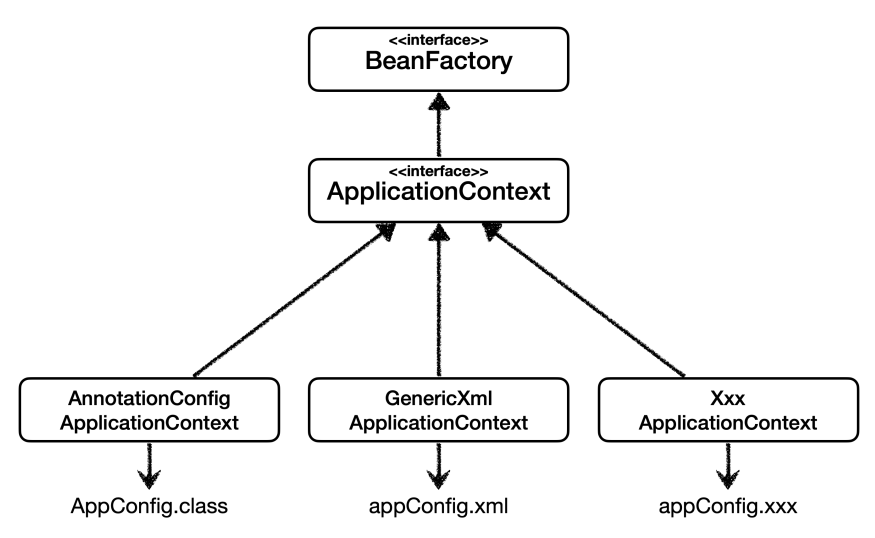 <<interface>>
BeanFactory
<<interface>>
ApplicationContext
AnnotationConfig
ApplicationContext
GenericXml
ApplicationContext
Xxx
ApplicationContext
AppConfig.class
appConfig.xml
appConfig.xxx